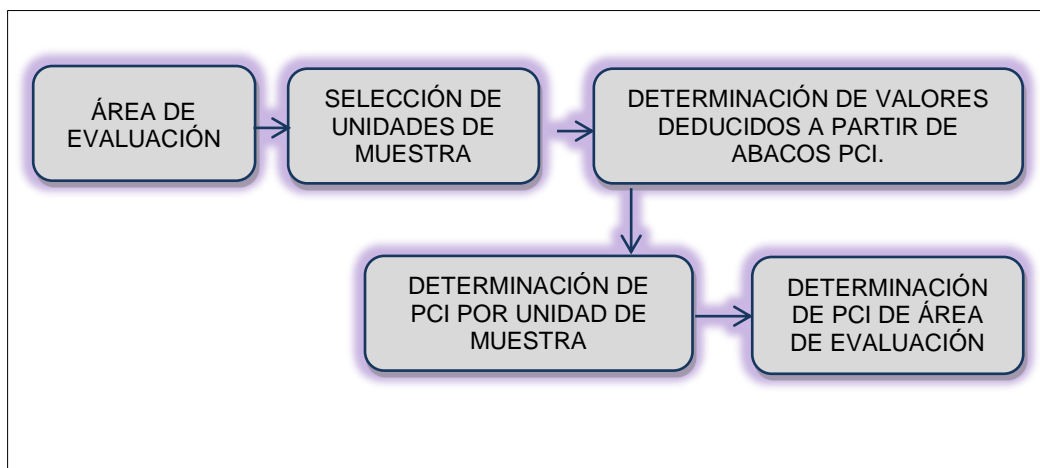 ÁREA DE
EVALUACIÓN
SELECCIÓN DE
UNIDADES DE
MUESTRA
DETERMINACIÓN DE VALORES
DEDUCIDOS A PARTIR DE
ABACOS PCI.
DETERMINACIÓN DE
PCI POR UNIDAD DE
MUESTRA
DETERMINACIÓN
DE PCI DE ÁREA
DE EVALUACIÓN